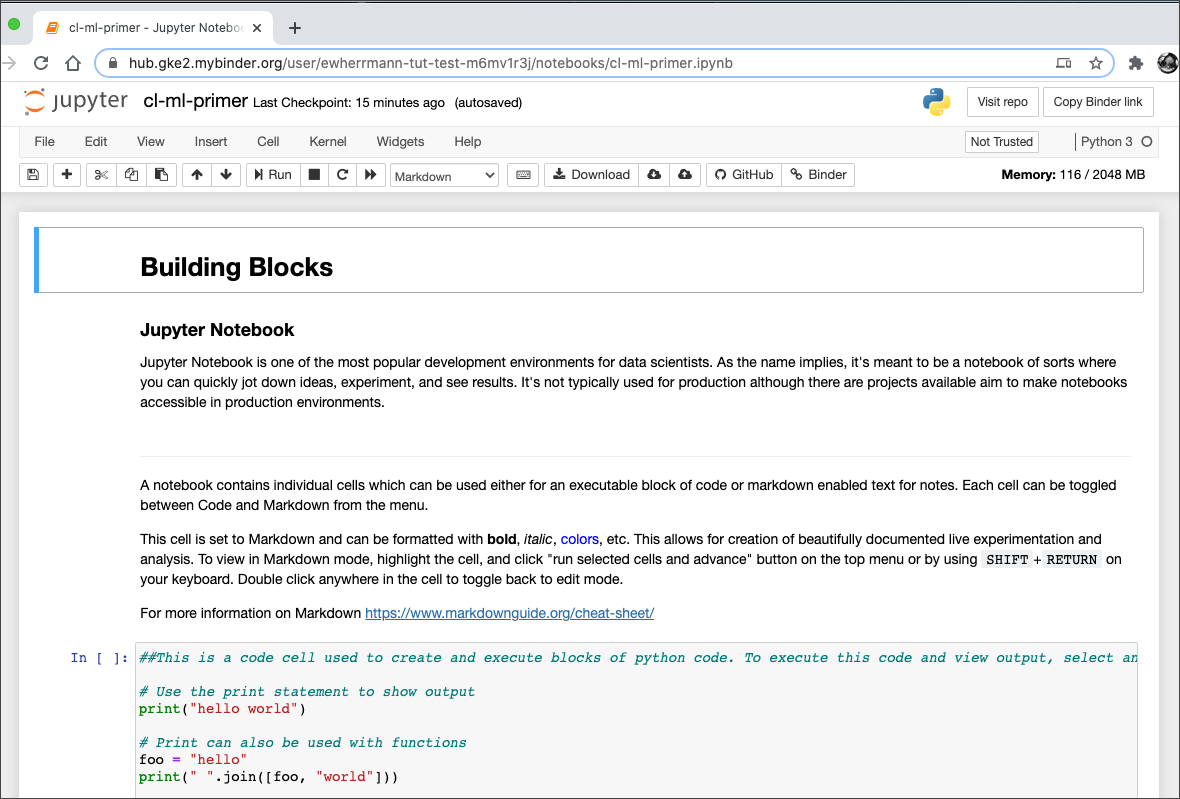 cl-ml-primer - Jupyter Notebo
hub.gke2.mybinder.org/user/ewherrmann-tut-test-m6mv1r3j/notebooks/cl-ml-primer.ipynb
jupyter cl-ml-primer Last Checkpoint: 15 minutes ago (autosaved) Visit repo Copy Binder link
File Edit View Insert Cell Kernel Widgets Help Not Trusted Python 3
Run Markdown Download GitHub Binder Memory: 116 / 2048 MB
Building Blocks
Jupyter Notebook
Jupyter Notebook is one of the most popular development environments for data scientists. As the name implies, it's meant to be a notebook of sorts where
you can quickly jot down ideas, experiment, and see results. It's not typically used for production although there are projects available aim to make notebooks
accessible in production environments.
A notebook contains individual cells which can be used either for an executable block of code or markdown enabled text for notes. Each cell can be toggled
between Code and Markdown from the menu.
This cell is set to Markdown and can be formatted with bold, italic, colors, etc. This allows for creation of beautifully documented live experimentation and
analysis. To view in Markdown mode, highlight the cell, and click "run selected cells and advance" button on the top menu or by using SHIFT + RETURN on
your keyboard. Double click anywhere in the cell to toggle back to edit mode.
For more information on Markdown https://www.markdownguide.org/cheat-sheet/
In [ ]: ##This is a code cell used to create and execute blocks of python code. To execute this code and view output, select an
# Use the print statement to show output
print("hello world")
# Print can also be used with functions
foo = "hello"
print(" ".join([foo, "world"]))